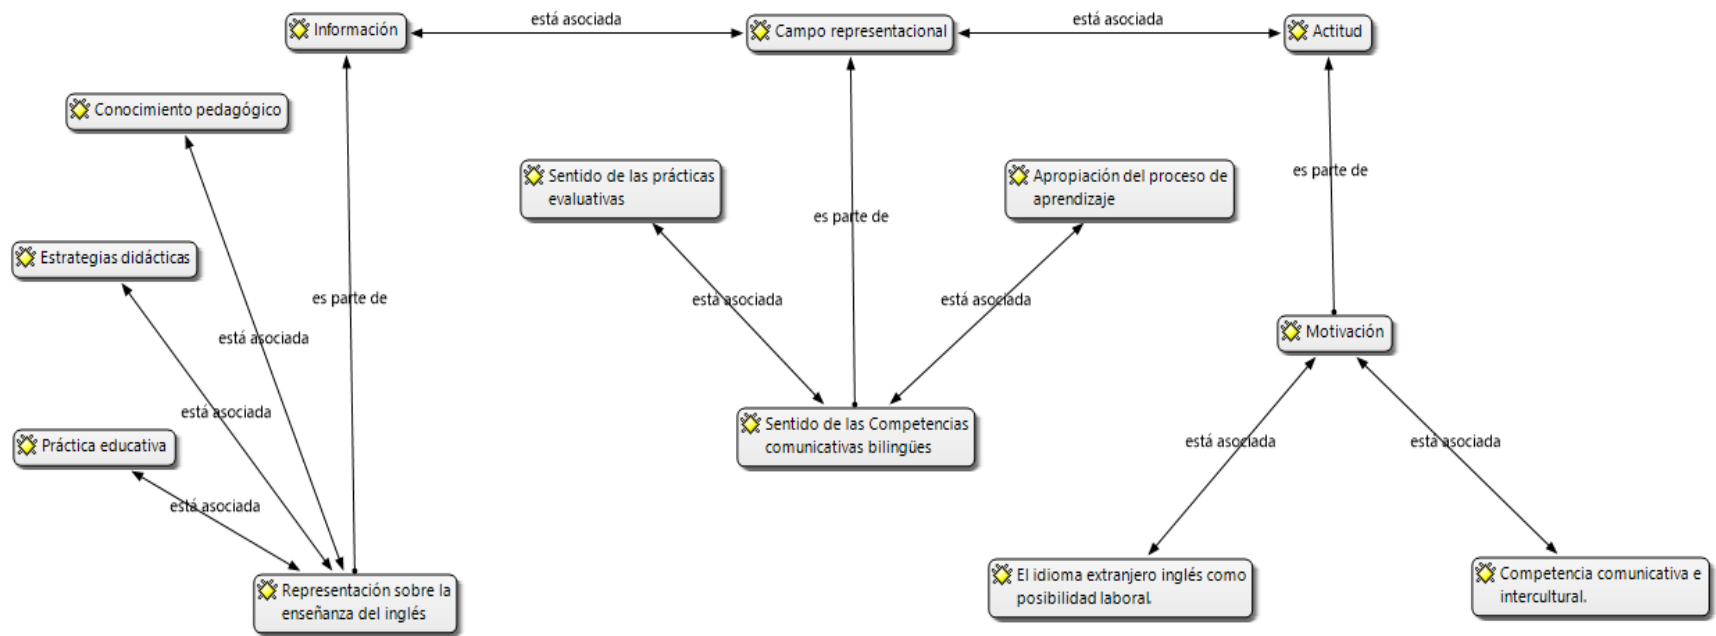 está asociada
está asociada
Información
Campo representacional
Actitud
Conocimiento pedagógico
Sentido de las prácticas
evaluativas
Apropiación del proceso de
aprendizaje
es parte de
es parte de
Estrategias didácticas
es parte de
está asociada
está asociada
está asociada
Motivación
está asociada
Práctica educativa
Sentido de las Competencias
comunicativas bilingües
está asociada
está asociada
está asociada
Representación sobre la
enseñanza del inglés
El idioma extranjero inglés como
posibilidad laboral.
Competencia comunicativa e
intercultural.